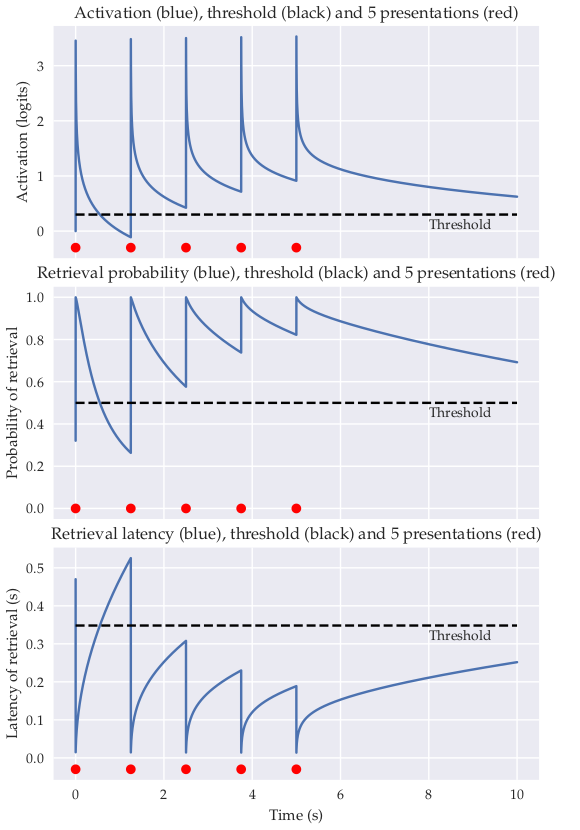 Activation (blue), threshold (black) and 5 presentations (red)
Activation (logits)
3
2
1
0
Threshold
Retrieval probability (blue), threshold (black) and 5 presentations (red)
Probability of retrieval
1.0
0.8
0.6
0.4
0.2
0.0
Threshold
Retrieval latency (blue), threshold (black) and 5 presentations (red)
Latency of retrieval (s)
0.5
0.4
0.3
0.2
0.1
0.0
Threshold
0 2 4 6 8 10
Time (s)